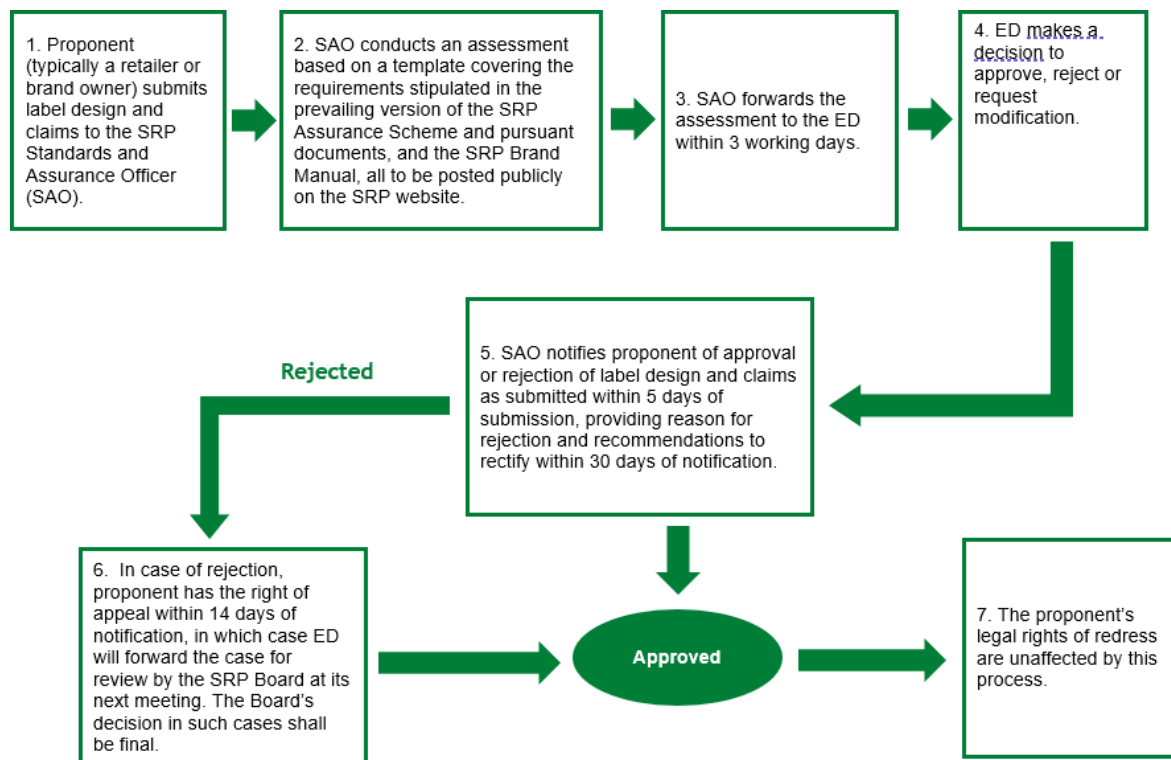 1. Proponent
(typically a retailer or
brand owner) submits
label design and
claims to the SRP
Standards and
Assurance Officer
(SAO).
2. SAO conducts an assessment
based on a template covering the
requirements stipulated in the
prevailing version of the SRP
Assurance Scheme and pursuant
documents, and the SRP Brand
Manual, all to be posted publicly
on the SRP website.
3. SAO forwards the
assessment to the ED
within 3 working days.
4. ED makes a
decision to
approve, reject or
request
modification.
5. SAO notifies proponent of approval
or rejection of label design and claims
as submitted within 5 days of
submission, providing reason for
rejection and recommendations to
rectify within 30 days of notification.
Rejected
6. In case of rejection,
proponent has the right of
appeal within 14 days of
notification, in which case ED
will forward the case for
review by the SRP Board at its
next meeting. The Board’s
decision in such cases shall
be final.
Approved
7. The proponent’s
legal rights of redress
are unaffected by this
process.